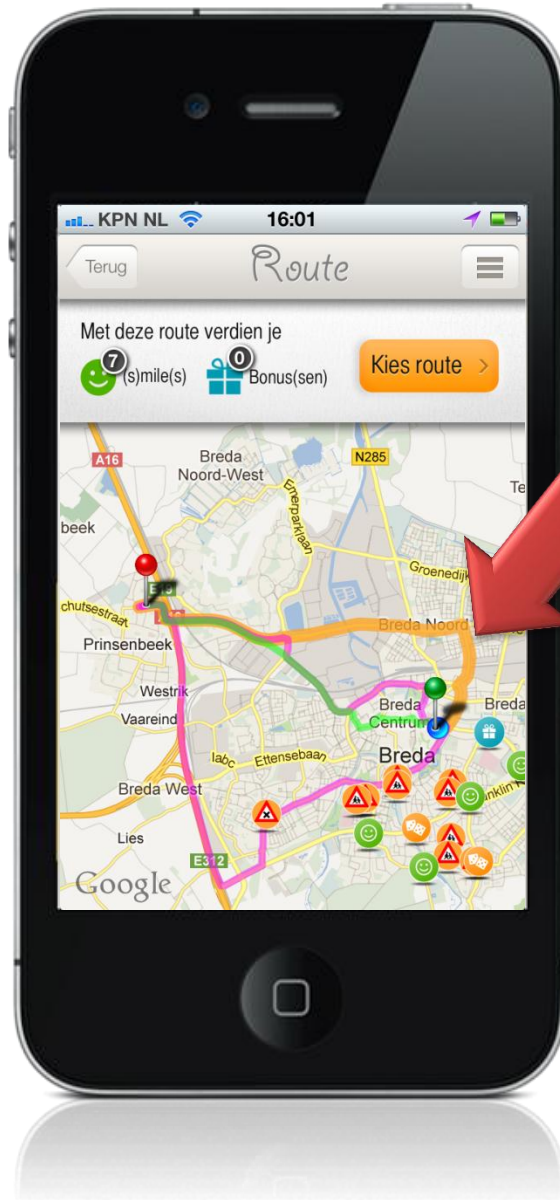 KPN NL 16:01
Terug
Route
Met deze route verdien je
7 (s)mile(s) 0 Bonus(sen)
Kies route
A16
Breda
Noord-West
N285
Te
beek
Groenedijk
chutsestraat
Breda Noord
Prinsenbeek
Westrik
Vaareind
Breda
Centrum
Breda
Ettensebaan
Breda
Breda West
Lies
E312
Google